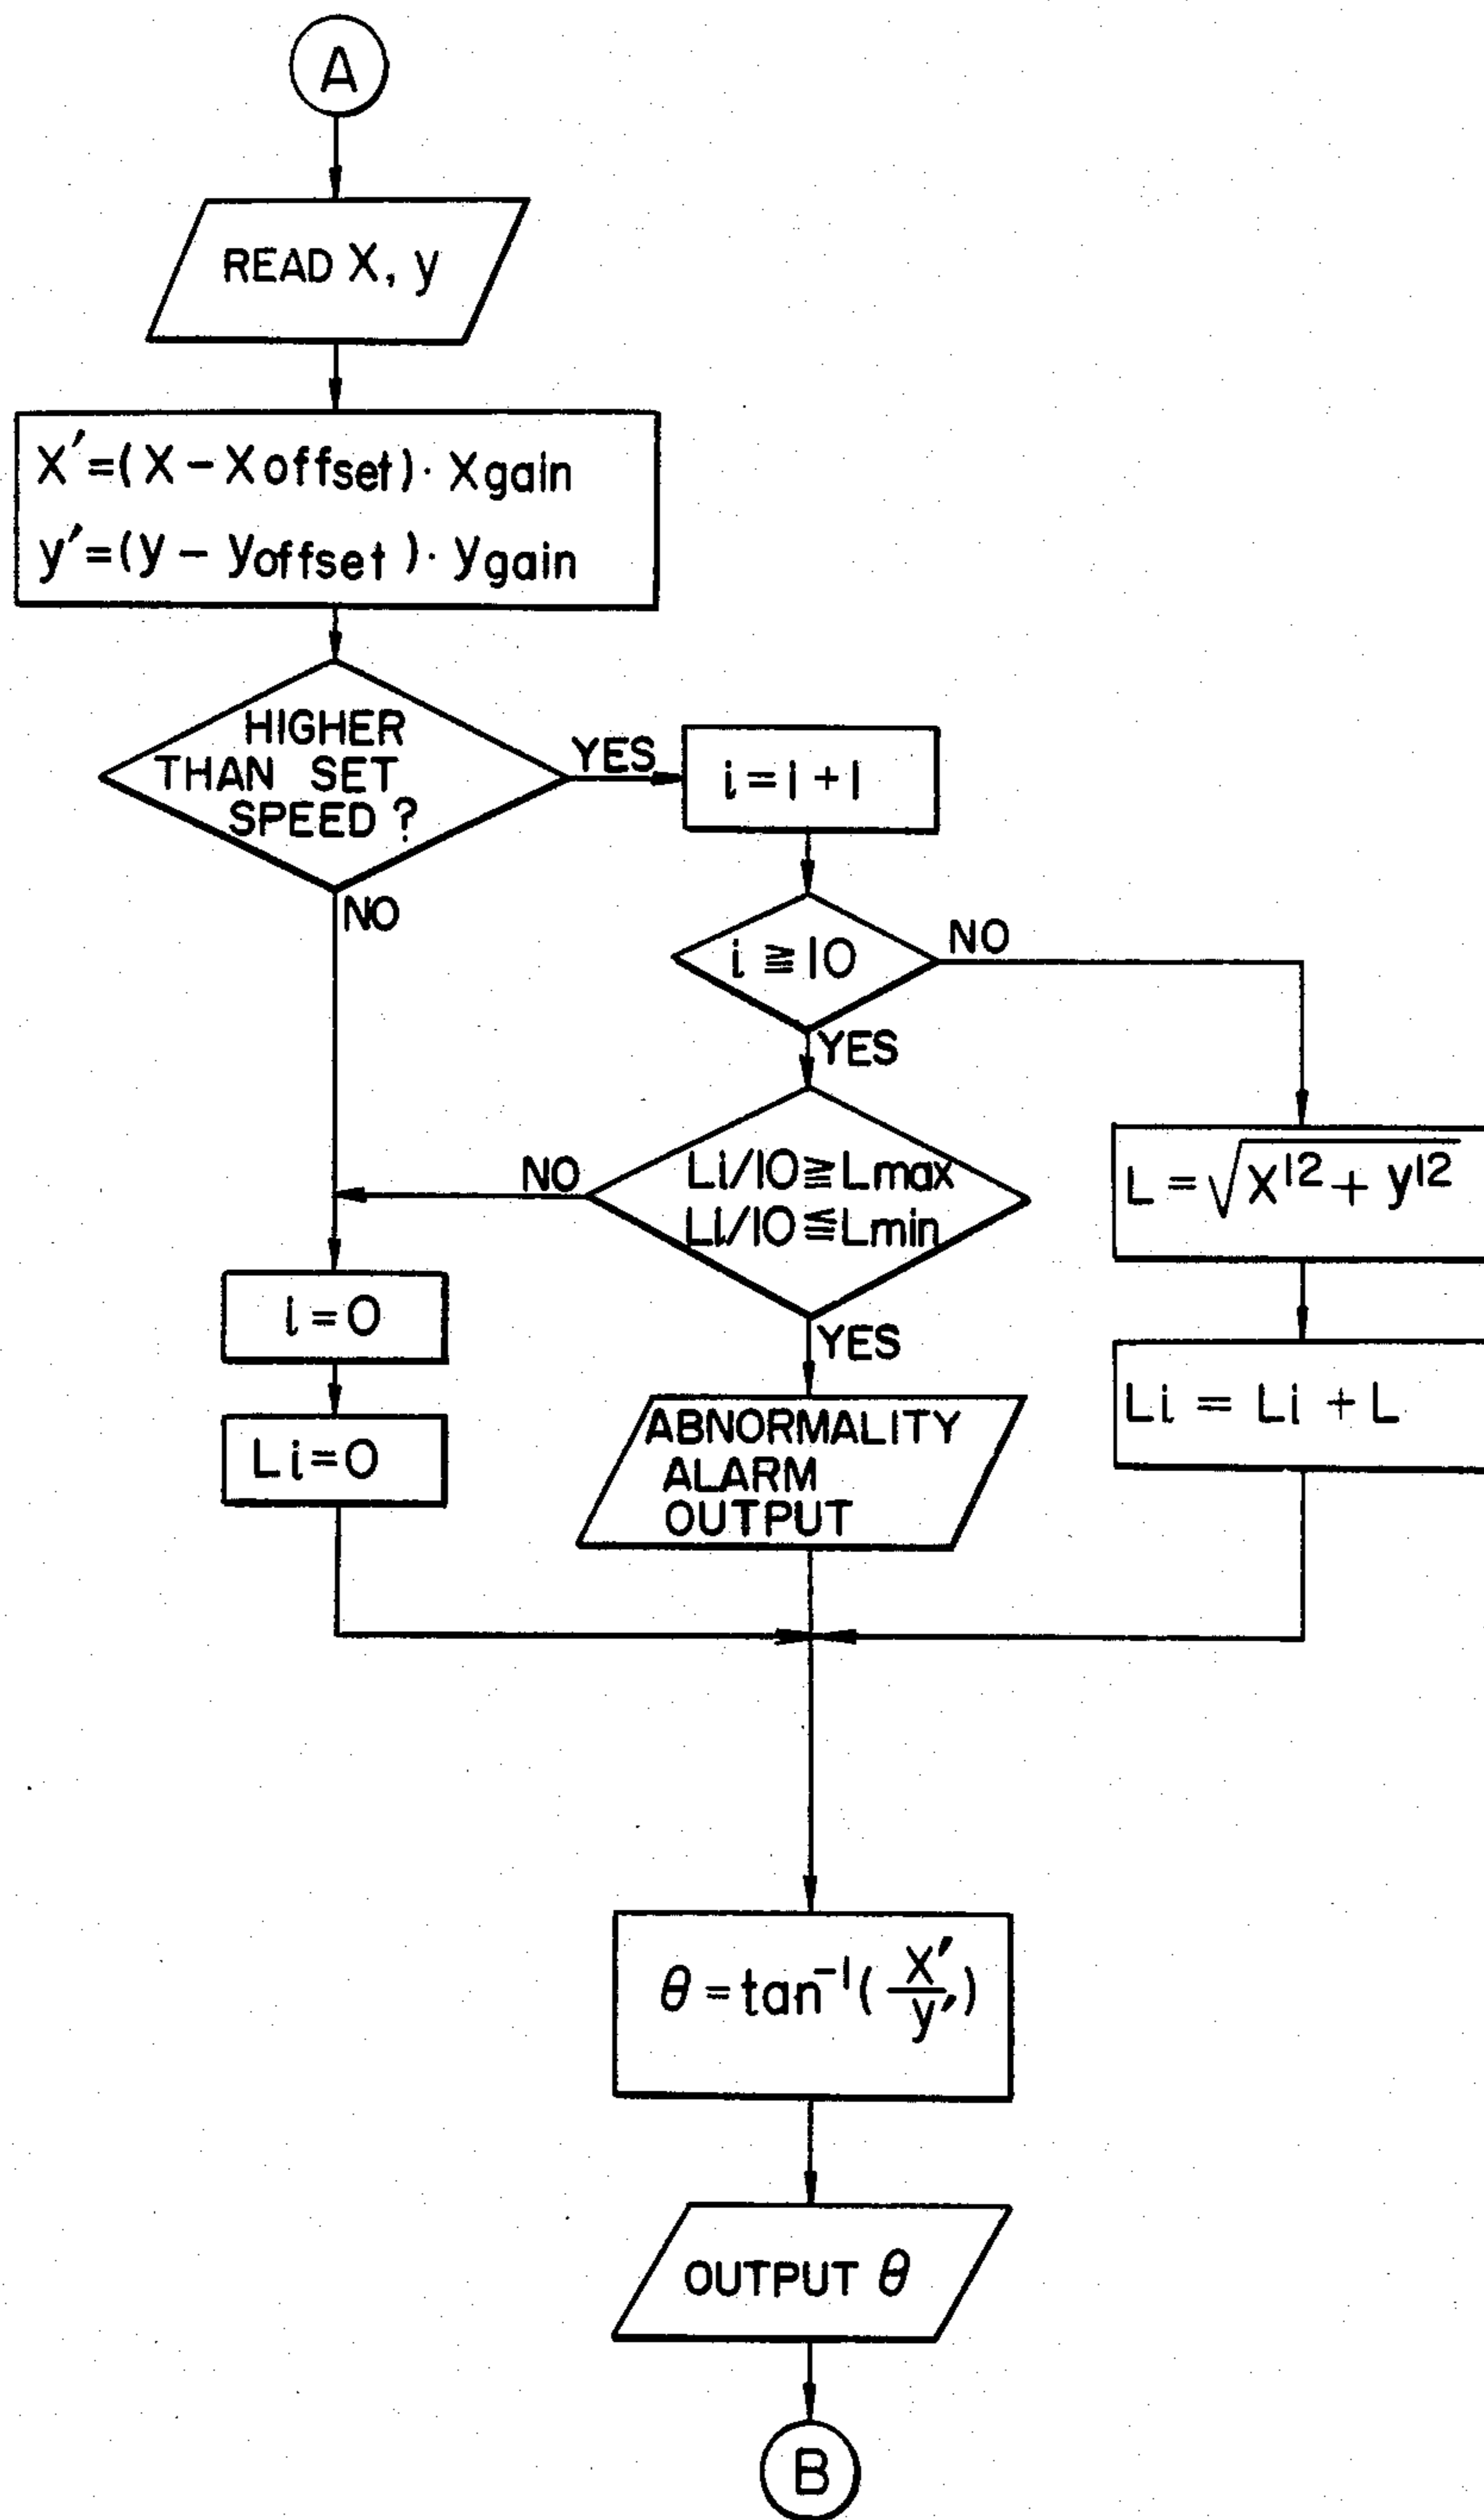 A
READ X, y
X′=(X−Xoffset)·Xgain
y′=(y−yoffset)·ygain
HIGHER
THAN SET
SPEED?
YES
i=i+1
NO
i≧10
NO
YES
Li/10≧Lmax
Li/10≦Lmin
NO
L=√X'²+y'²
i=0
YES
Li=Li+L
Li=0
ABNORMALITY
ALARM
OUTPUT
θ=tan⁻¹(X′/y′)
OUTPUT θ
B